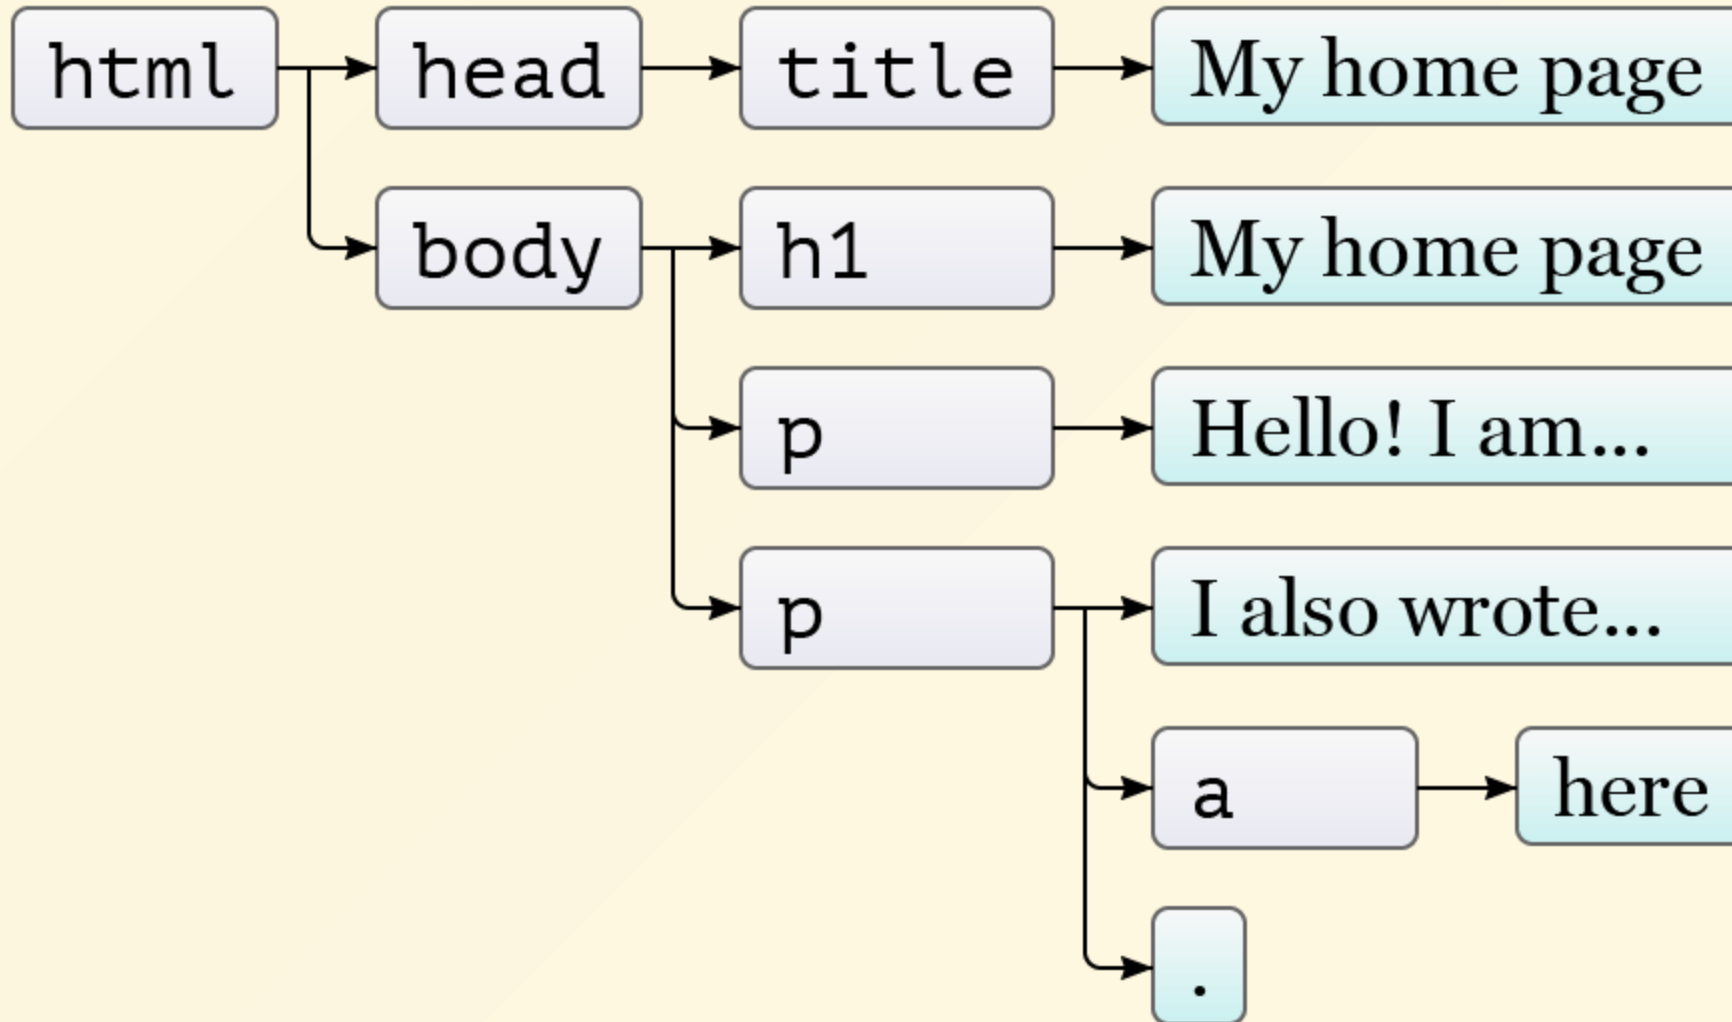 html head title My home page
body h1 My home page
p Hello! I am...
p I also wrote...
a here
.